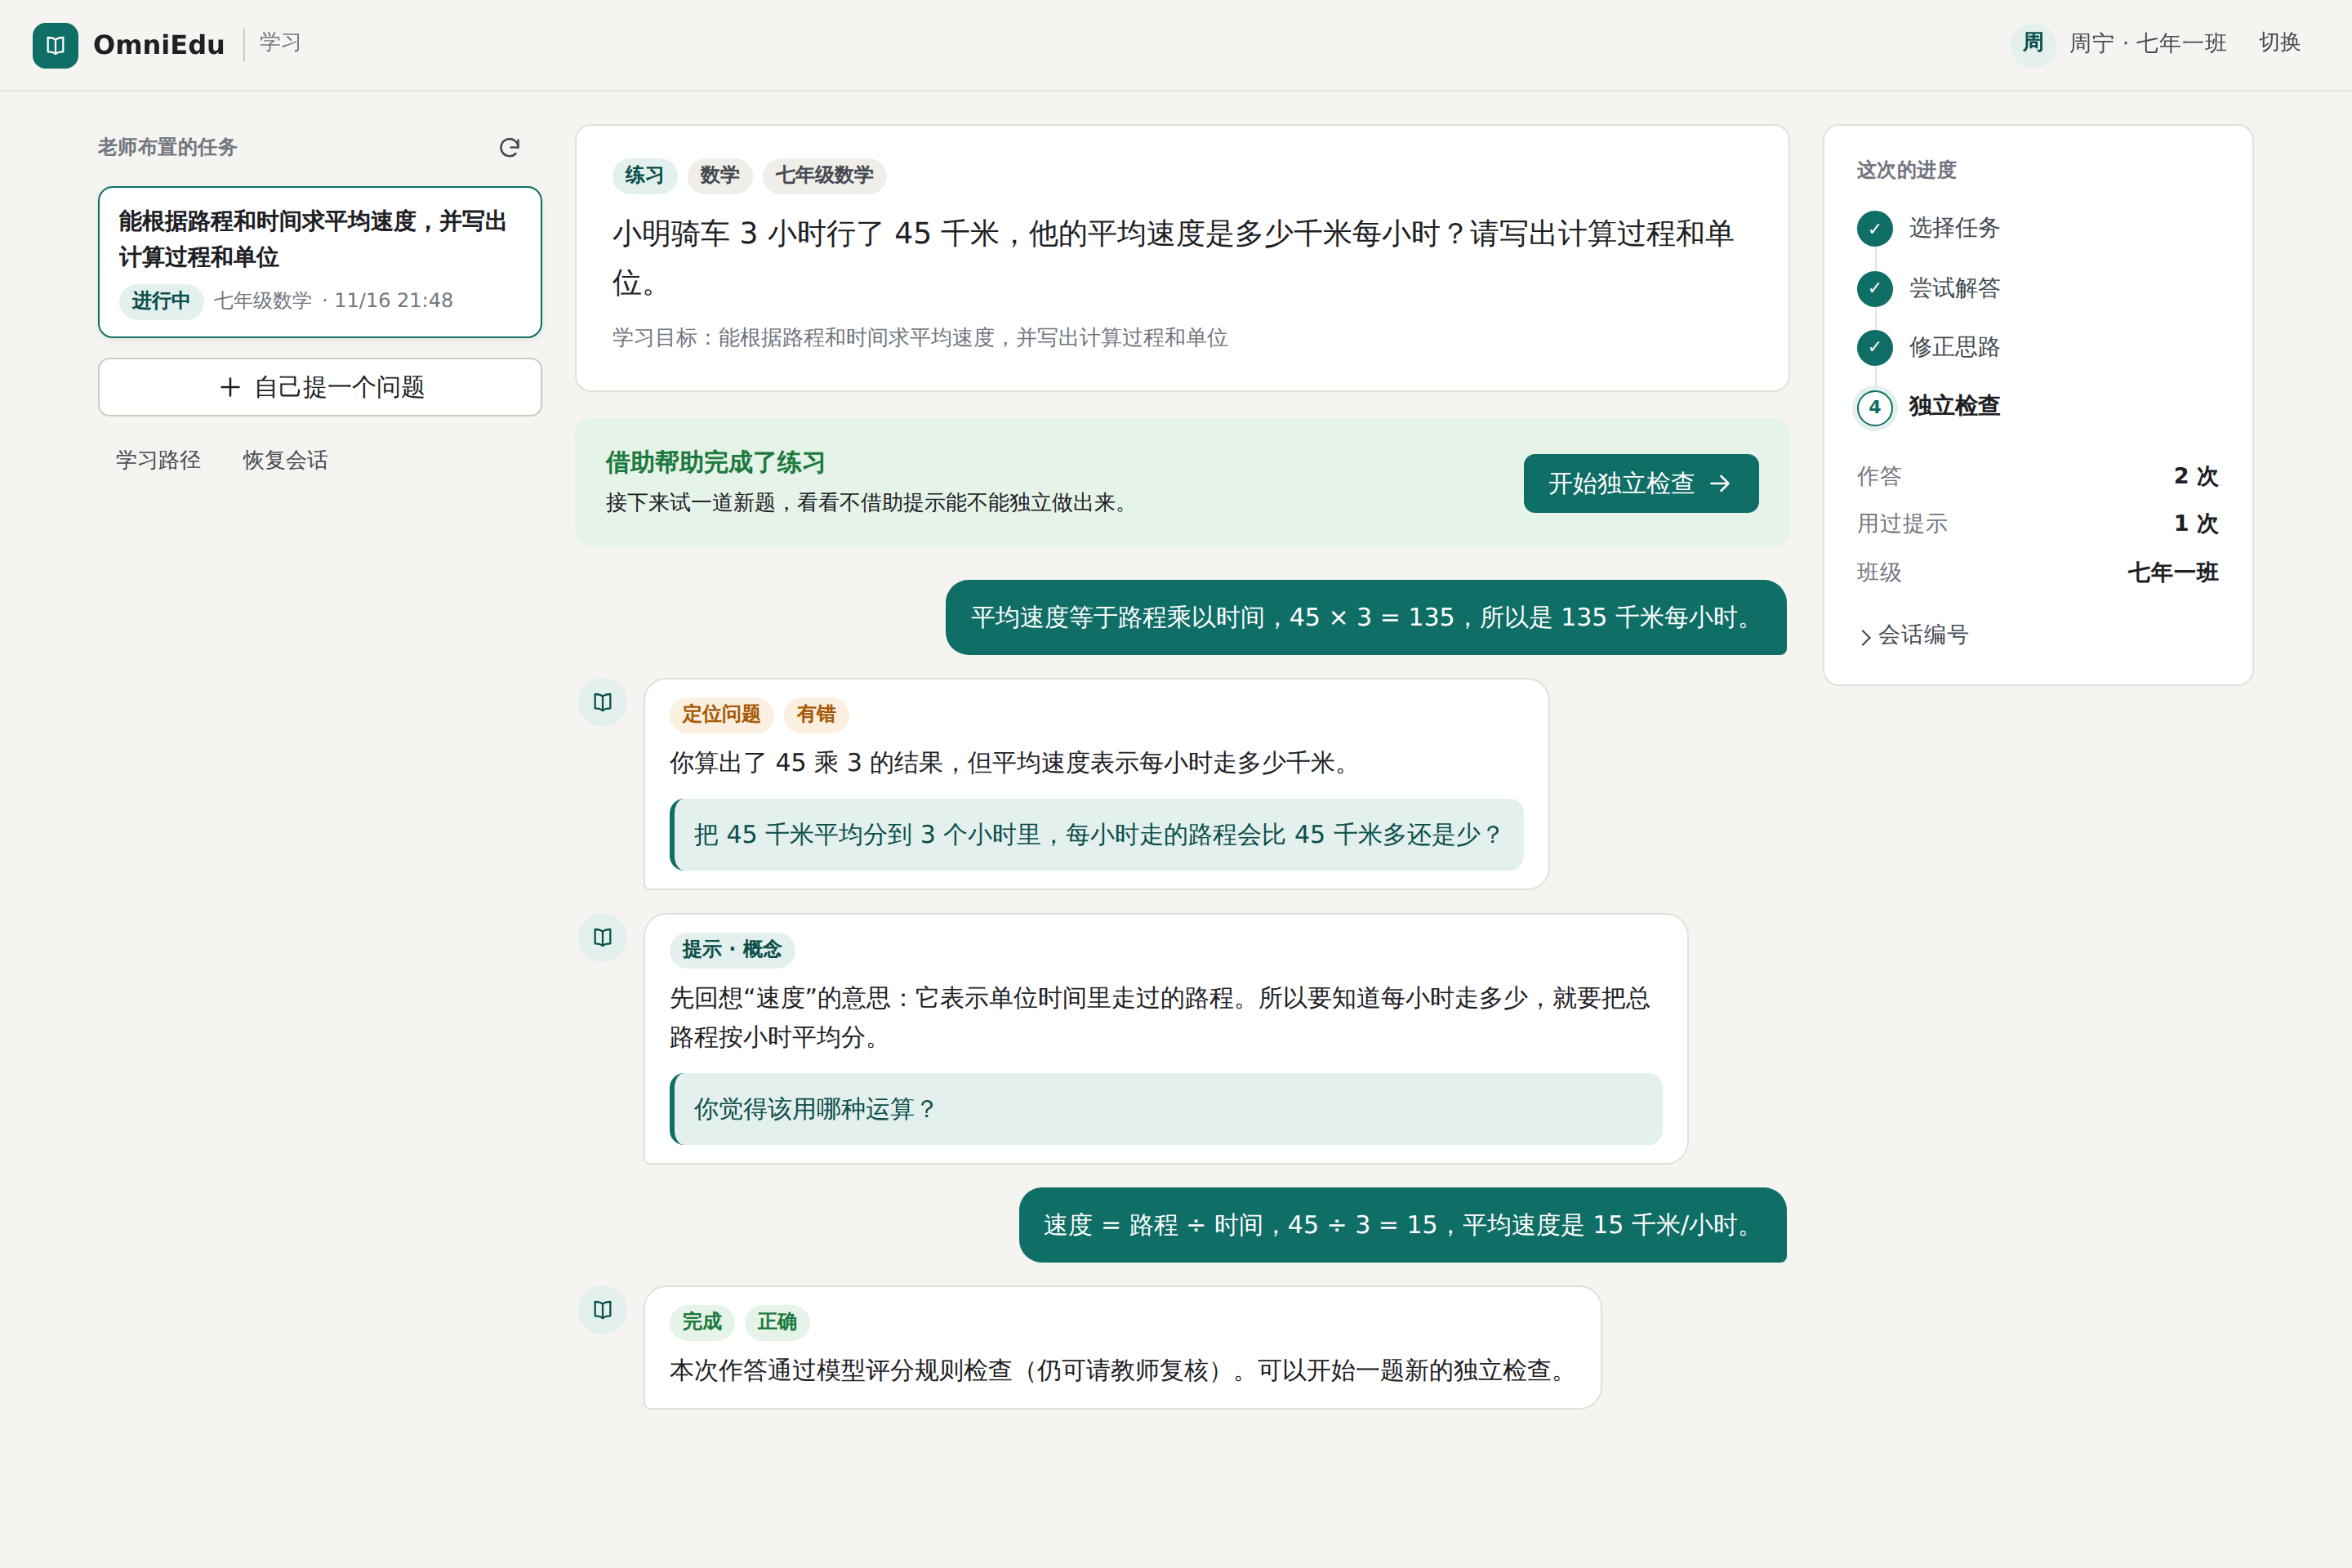 OmniEdu
学习
周
周宁 · 七年一班
切换
老师布置的任务
能根据路程和时间求平均速度，并写出
计算过程和单位
进行中
七年级数学 · 11/16 21:48
自己提一个问题
学习路径
恢复会话
练习
数学
七年级数学
小明骑车 3 小时行了 45 千米，他的平均速度是多少千米每小时？请写出计算过程和单
位。
学习目标：能根据路程和时间求平均速度，并写出计算过程和单位
借助帮助完成了练习
接下来试一道新题，看看不借助提示能不能独立做出来。
开始独立检查 →
平均速度等于路程乘以时间，45 × 3 = 135，所以是 135 千米每小时。
定位问题
有错
你算出了 45 乘 3 的结果，但平均速度表示每小时走多少千米。
把 45 千米平均分到 3 个小时里，每小时走的路程会比 45 千米多还是少？
提示 · 概念
先回想“速度”的意思：它表示单位时间里走过的路程。所以要知道每小时走多少，就要把总
路程按小时平均分。
你觉得该用哪种运算？
速度 = 路程 ÷ 时间，45 ÷ 3 = 15，平均速度是 15 千米/小时。
完成
正确
本次作答通过模型评分规则检查（仍可请教师复核）。可以开始一题新的独立检查。
这次的进度
✓ 选择任务
✓ 尝试解答
✓ 修正思路
4 独立检查
作答 2 次
用过提示 1 次
班级 七年一班
会话编号